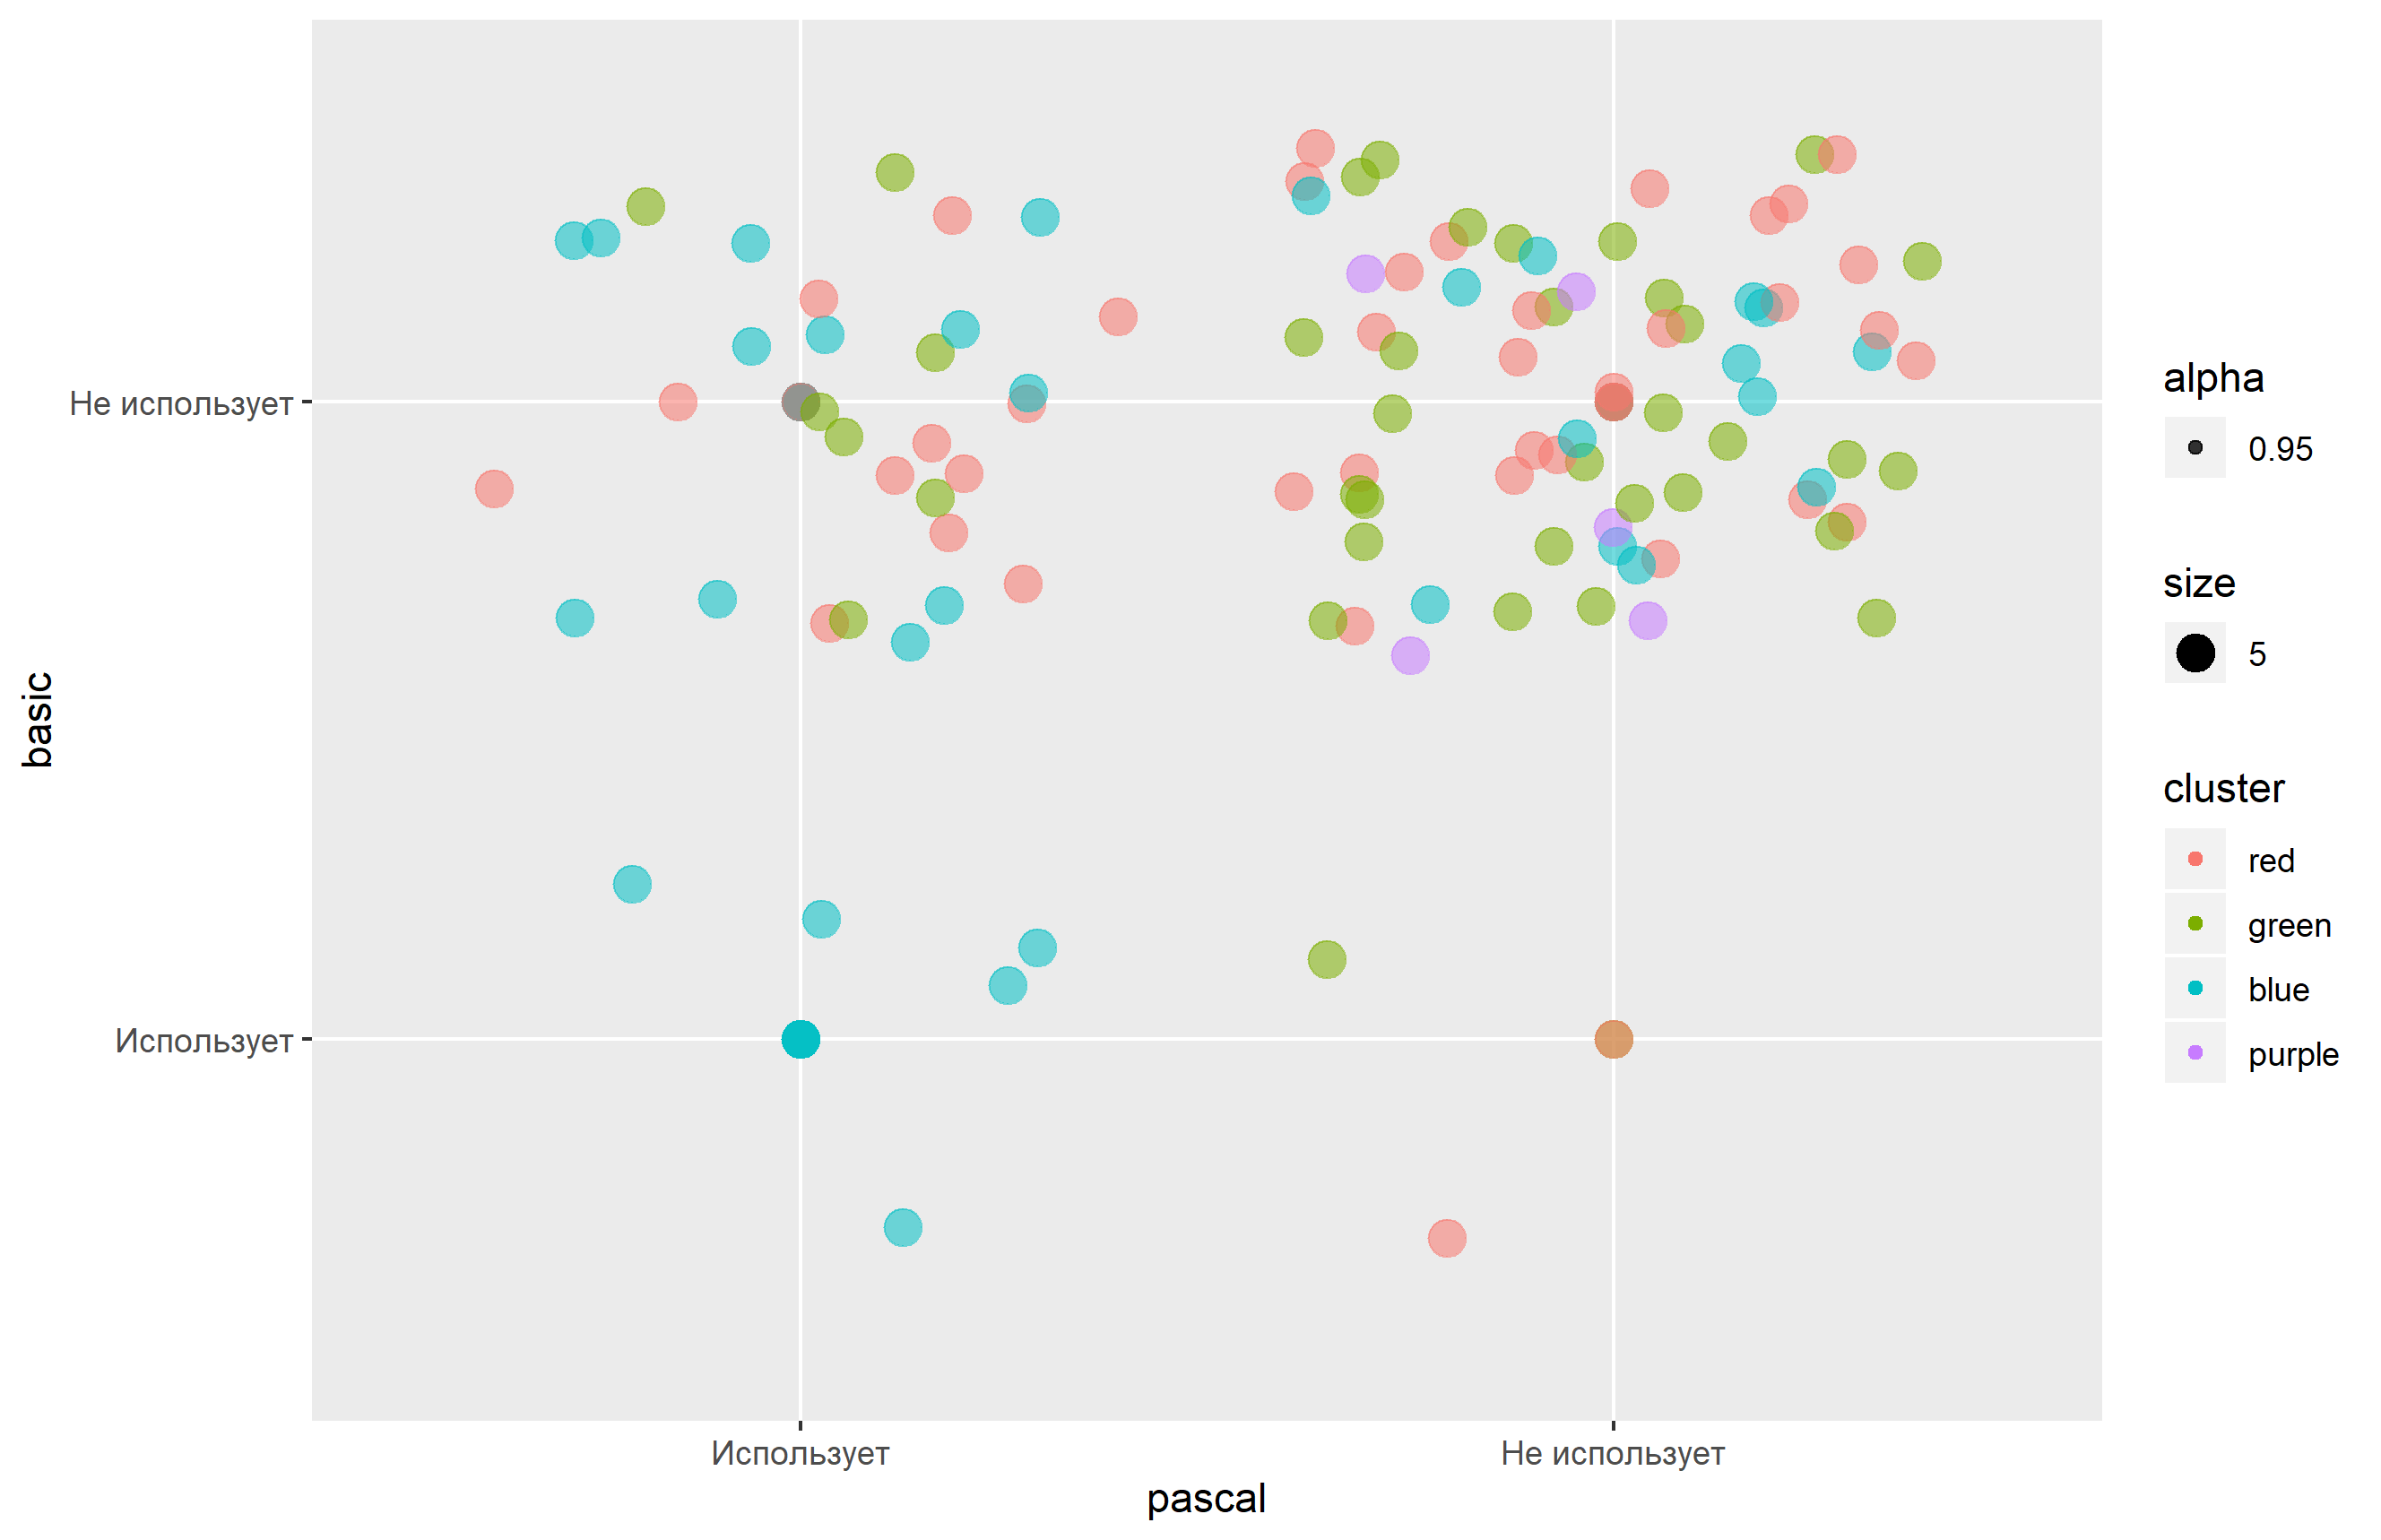 basic
Не использует
Использует
Использует
Не использует
pascal
alpha
0.95
size
5
cluster
red
green
blue
purple